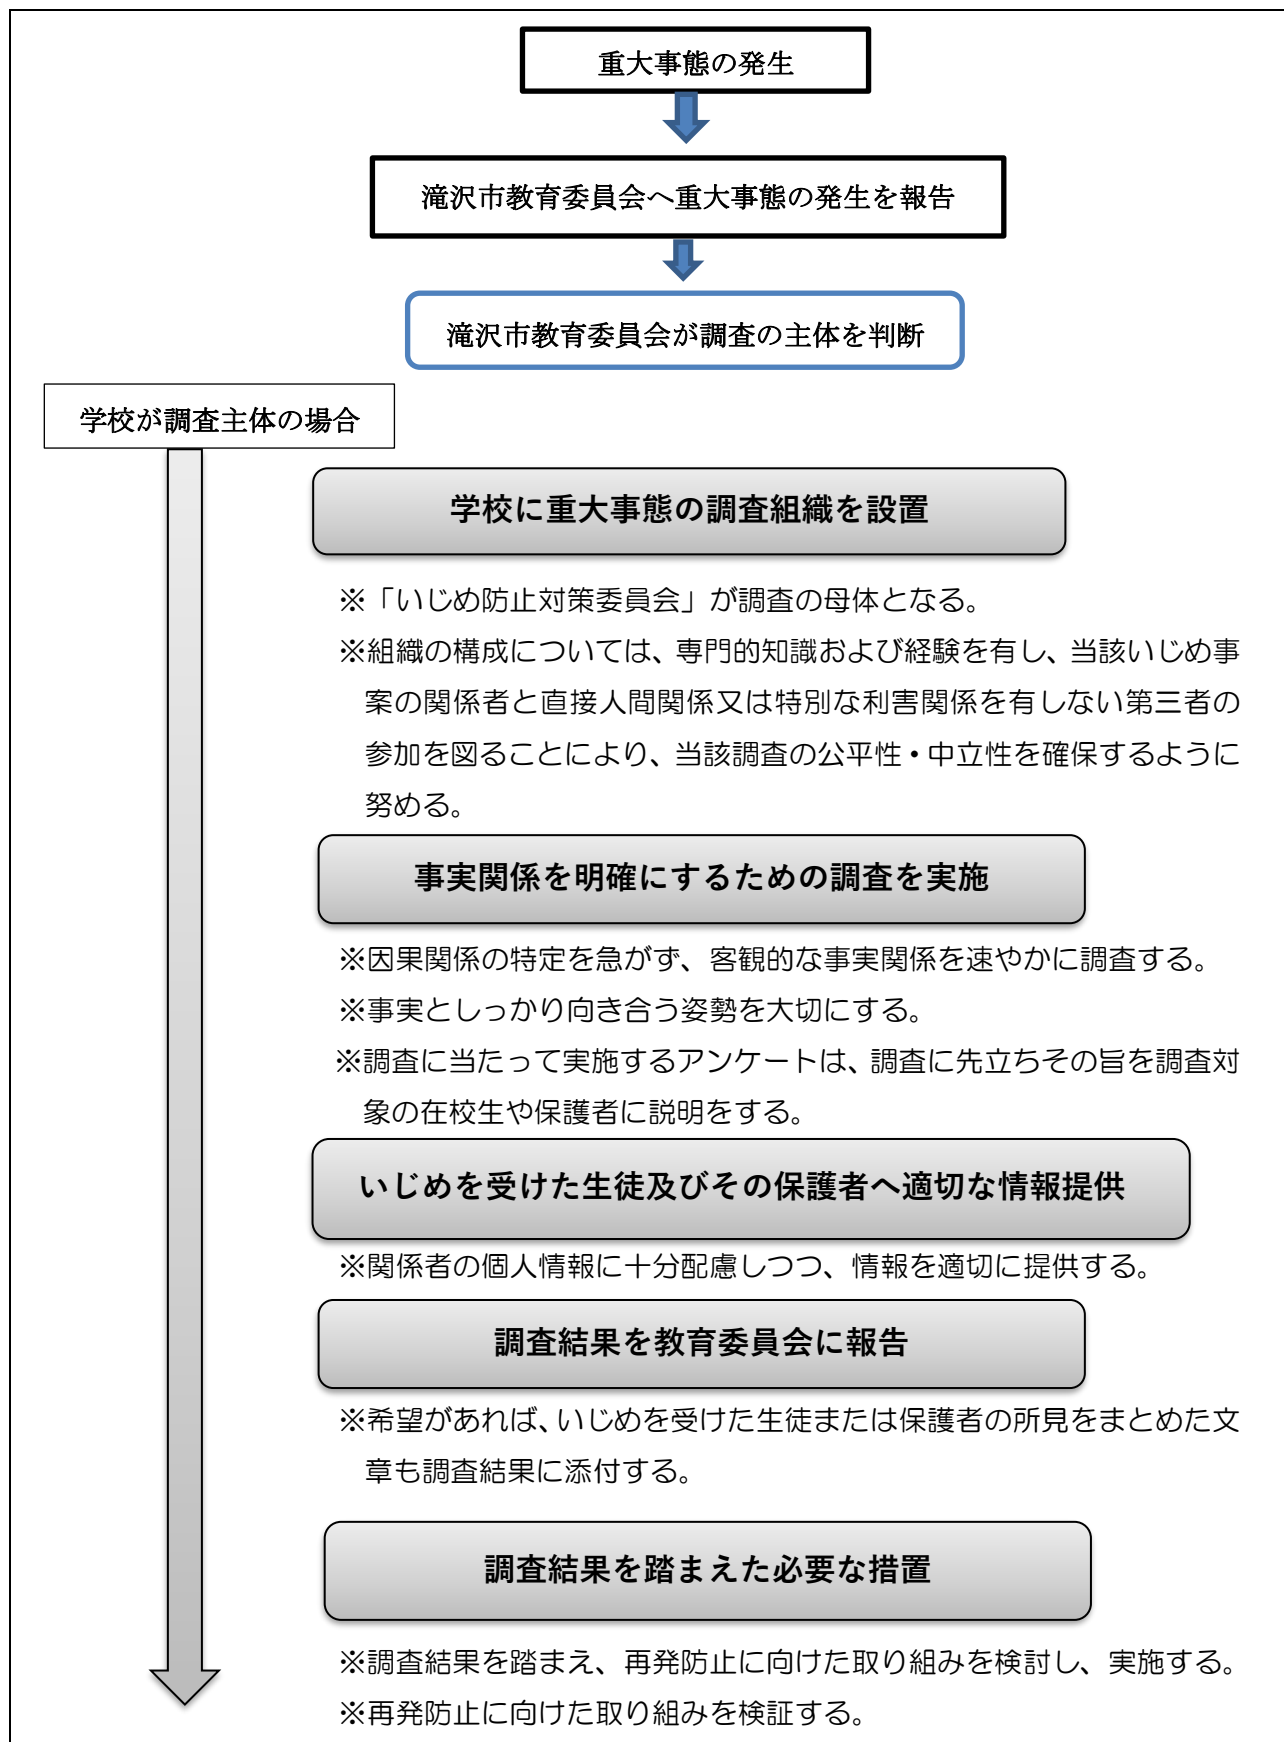 重大事態の発生
滝沢市教育委員会へ重大事態の発生を報告
滝沢市教育委員会が調査の主体を判断
学校が調査主体の場合
学校に重大事態の調査組織を設置
※「いじめ防止対策委員会」が調査の母体となる。
※組織の構成については、専門的知識および経験を有し、当該いじめ事
案の関係者と直接人間関係又は特別な利害関係を有しない第三者の
参加を図ることにより、当該調査の公平性・中立性を確保するように
努める。
事実関係を明確にするための調査を実施
※因果関係の特定を急がず、客観的な事実関係を速やかに調査する。
※事実としっかり向き合う姿勢を大切にする。
※調査に当たって実施するアンケートは、調査に先立ちその旨を調査対
象の在校生や保護者に説明をする。
いじめを受けた生徒及びその保護者へ適切な情報提供
※関係者の個人情報に十分配慮しつつ、情報を適切に提供する。
調査結果を教育委員会に報告
※希望があれば、いじめを受けた生徒または保護者の所見をまとめた文
章も調査結果に添付する。
調査結果を踏まえた必要な措置
※調査結果を踏まえ、再発防止に向けた取り組みを検討し、実施する。
※再発防止に向けた取り組みを検証する。